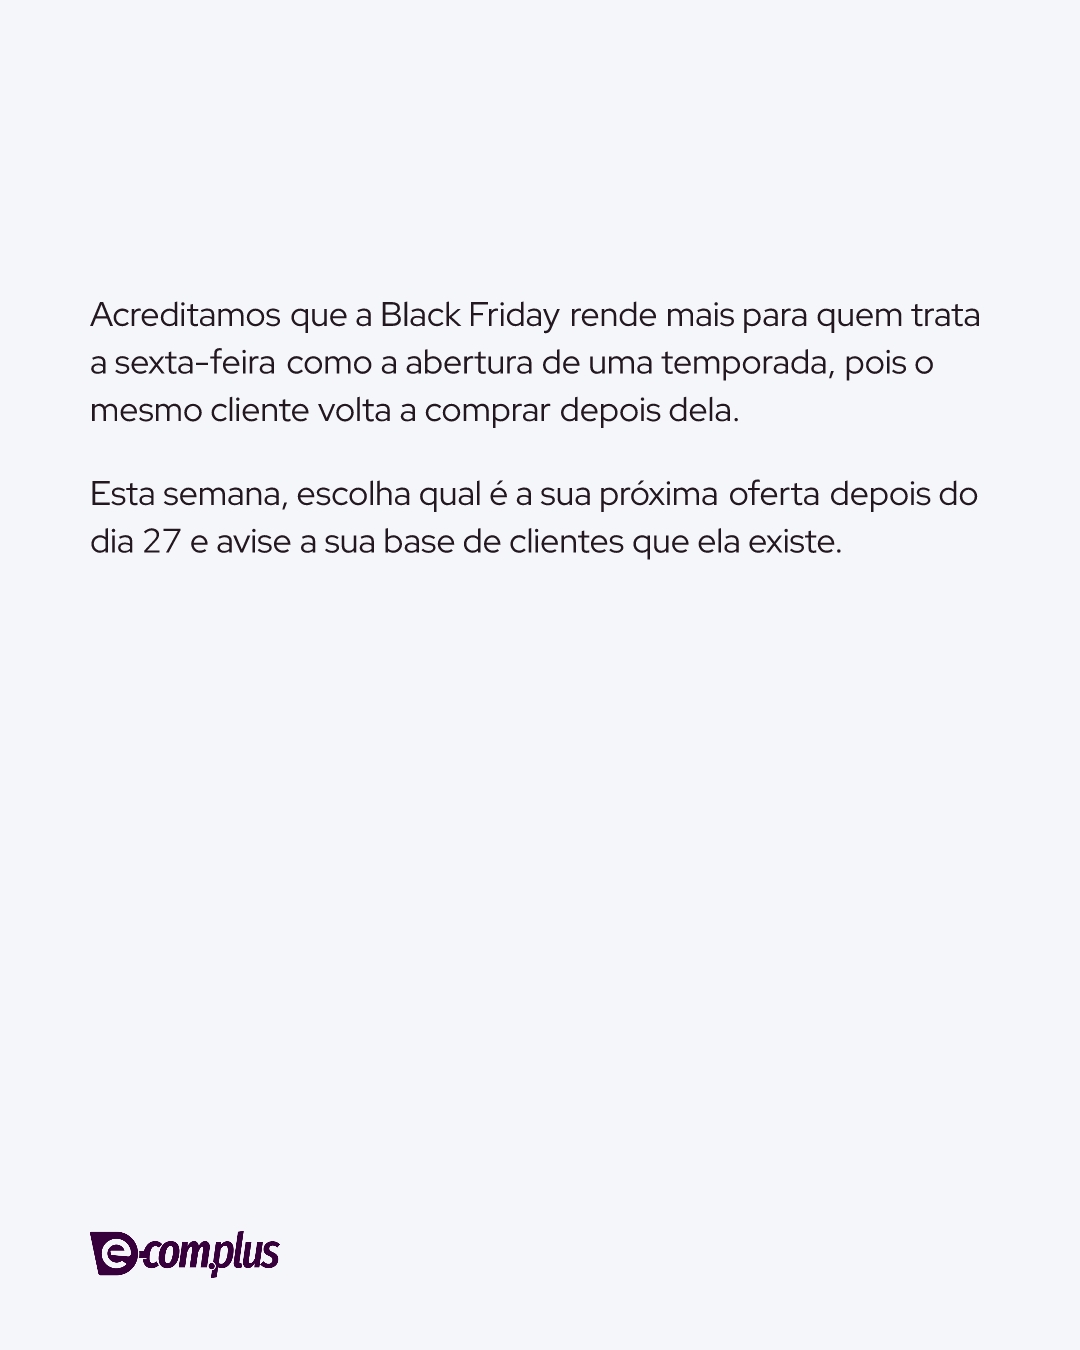 Acreditamos que a Black Friday rende mais para quem trata
a sexta-feira como a abertura de uma temporada, pois o
mesmo cliente volta a comprar depois dela.
Esta semana, escolha qual é a sua próxima oferta depois do
dia 27 e avise a sua base de clientes que ela existe.
e-com.plus